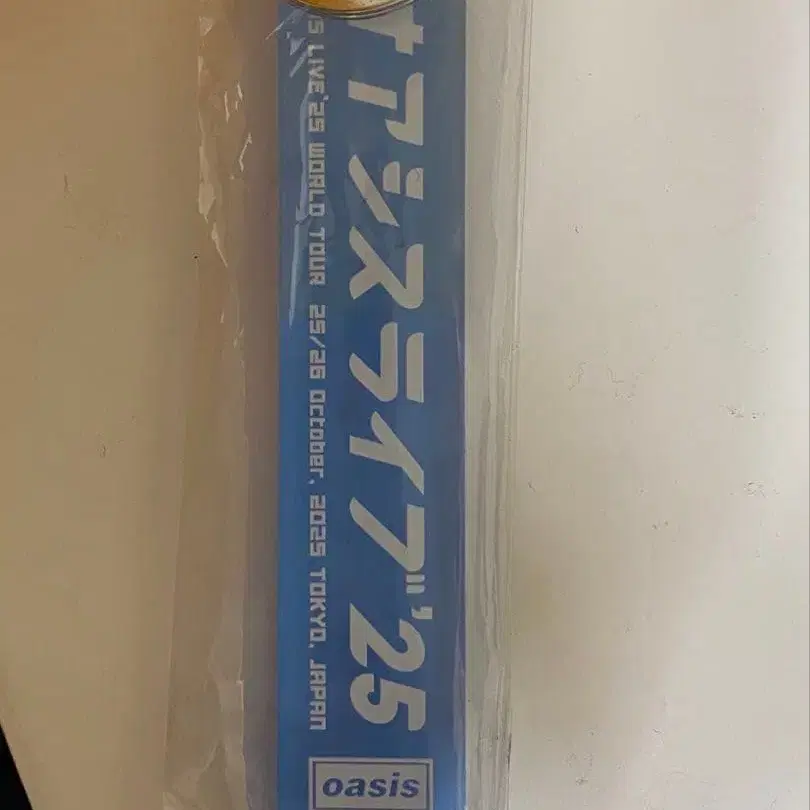 オアシスライブ'25
IS LIVE'25 WORLD TOUR 25/26 OCTOBER, 2025 TOKYO, JAPAN
oasis